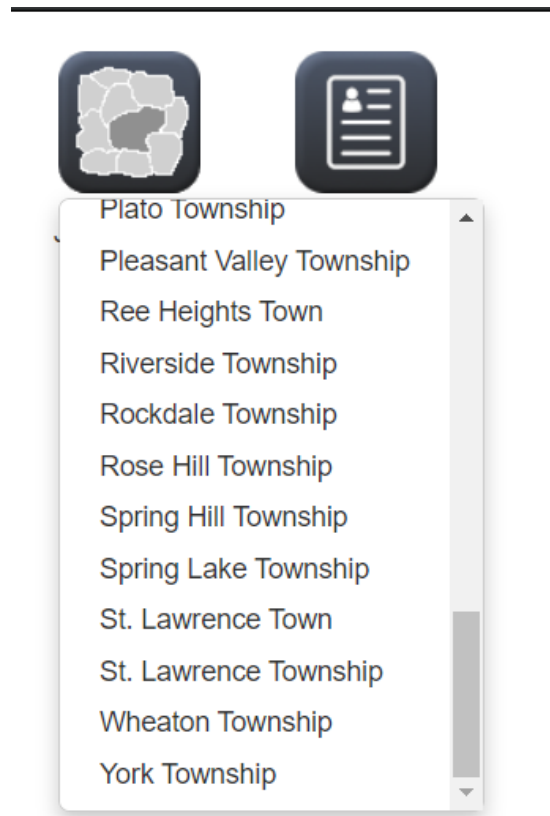 Plato Township
Pleasant Valley Township
Ree Heights Town
Riverside Township
Rockdale Township
Rose Hill Township
Spring Hill Township
Spring Lake Township
St. Lawrence Town
St. Lawrence Township
Wheaton Township
York Township